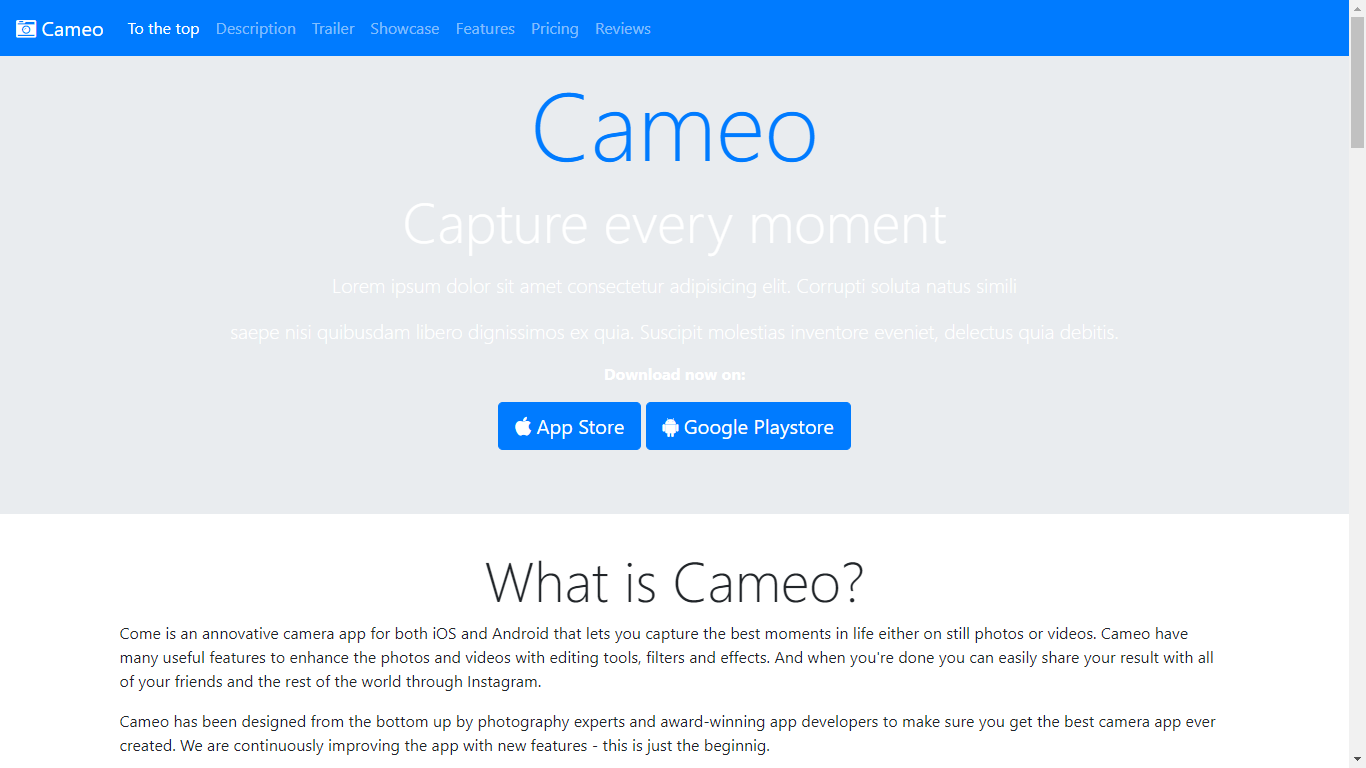 Cameo To the top Description Trailer Showcase Features Pricing Reviews
Cameo
Capture every moment
Lorem ipsum dolor sit amet consectetur adipisicing elit. Corrupti soluta natus simili
saepe nisi quibusdam libero dignissimos ex quia. Suscipit molestias inventore eveniet, delectus quia debitis.
Download now on:
App Store Google Playstore
What is Cameo?
Come is an annovative camera app for both iOS and Android that lets you capture the best moments in life either on still photos or videos. Cameo have
many useful features to enhance the photos and videos with editing tools, filters and effects. And when you're done you can easily share your result with all
of your friends and the rest of the world through Instagram.
Cameo has been designed from the bottom up by photography experts and award-winning app developers to make sure you get the best camera app ever
created. We are continuously improving the app with new features - this is just the beginnig.